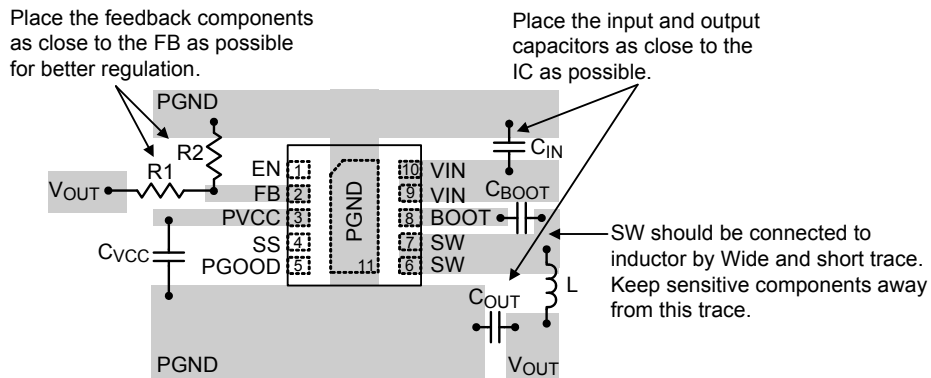 Place the feedback components
as close to the FB as possible
for better regulation.
Place the input and output
capacitors as close to the
IC as possible.
PGND
R2
R1
VOUT
CIN
EN 1
FB 2
PVCC 3
SS 4
PGOOD 5
PGND
11
10 VIN
9 VIN
8 BOOT
7 SW
6 SW
CBOOT
CVCC
SW should be connected to
inductor by Wide and short trace.
Keep sensitive components away
from this trace.
L
COUT
PGND
VOUT